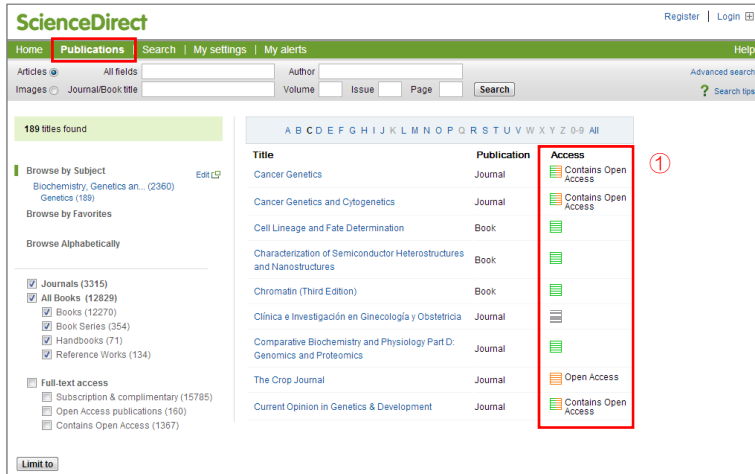 ScienceDirect
Register | Login
Home Publications Search | My settings | My alerts Help
Articles All fields Author Advanced search
Images Journal/Book title Volume Issue Page Search ? Search tips
189 titles found
A B C D E F G H I J K L M N O P Q R S T U V W X Y Z 0-9 All
Title Publication Access
①
Browse by Subject Edit
Biochemistry, Genetics an... (2360)
Genetics (189)
Browse by Favorites
Browse Alphabetically
Journals (3315)
All Books (12829)
Books (12270)
Book Series (354)
Handbooks (71)
Reference Works (134)
Full-text access
Subscription & complimentary (15785)
Open Access publications (160)
Contains Open Access (1367)
Limit to
Cancer Genetics Journal Contains Open
Access
Cancer Genetics and Cytogenetics Journal Contains Open
Access
Cell Lineage and Fate Determination Book
Characterization of Semiconductor Heterostructures
and Nanostructures Book
Chromatin (Third Edition) Book
Clínica e Investigación en Ginecología y Obstetricia Journal
Comparative Biochemistry and Physiology Part D:
Genomics and Proteomics Journal
The Crop Journal Journal Open Access
Current Opinion in Genetics & Development Journal Contains Open
Access